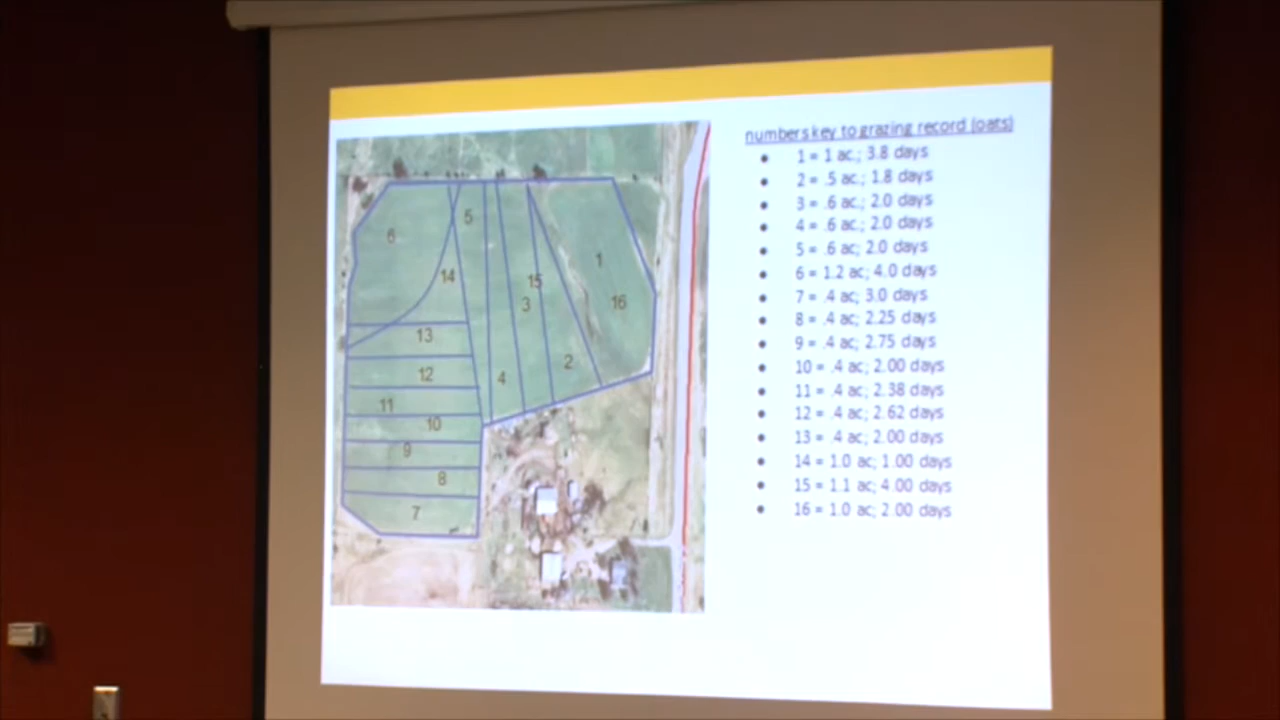 numbers key to grazing record (oats)
• 1 = 1 ac.; 3.8 days
• 2 = .5 ac.; 1.8 days
• 3 = .6 ac.; 2.0 days
• 4 = .6 ac.; 2.0 days
• 5 = .6 ac.; 2.0 days
• 6 = 1.2 ac; 4.0 days
• 7 = .4 ac; 3.0 days
• 8 = .4 ac; 2.25 days
• 9 = .4 ac; 2.75 days
• 10 = .4 ac; 2.00 days
• 11 = .4 ac; 2.38 days
• 12 = .4 ac; 2.62 days
• 13 = .4 ac; 2.00 days
• 14 = 1.0 ac; 1.00 days
• 15 = 1.1 ac; 4.00 days
• 16 = 1.0 ac; 2.00 days
5
6
1
14
15
16
3
13
2
12
4
11
10
9
8
7